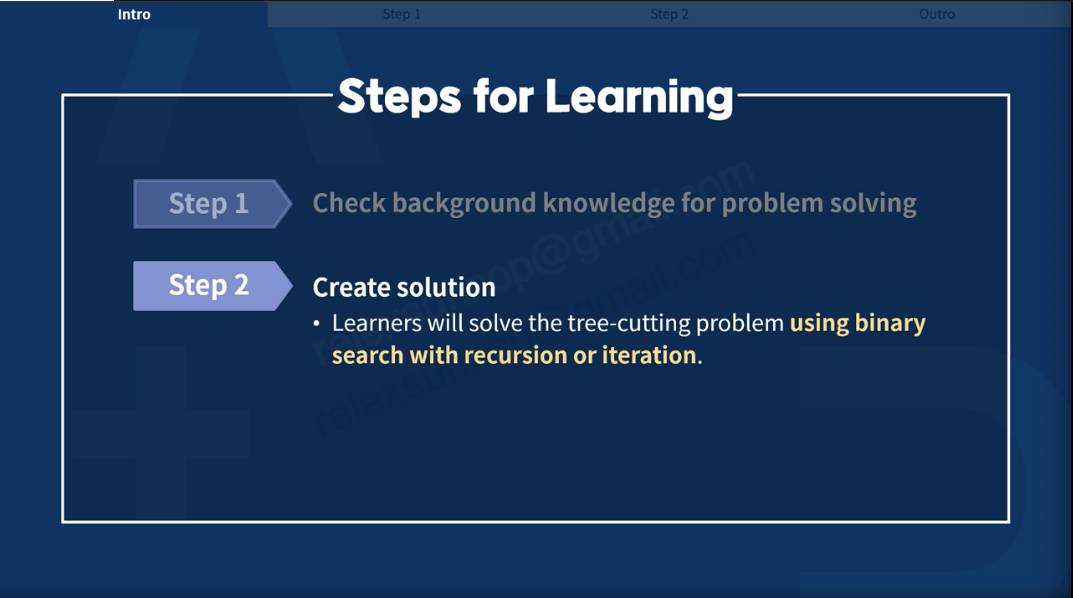 Intro
Step 1
Step 2
Outro
Steps for Learning
Step 1
Check background knowledge for problem solving
Step 2
Create solution
• Learners will solve the tree-cutting problem using binary
search with recursion or iteration.